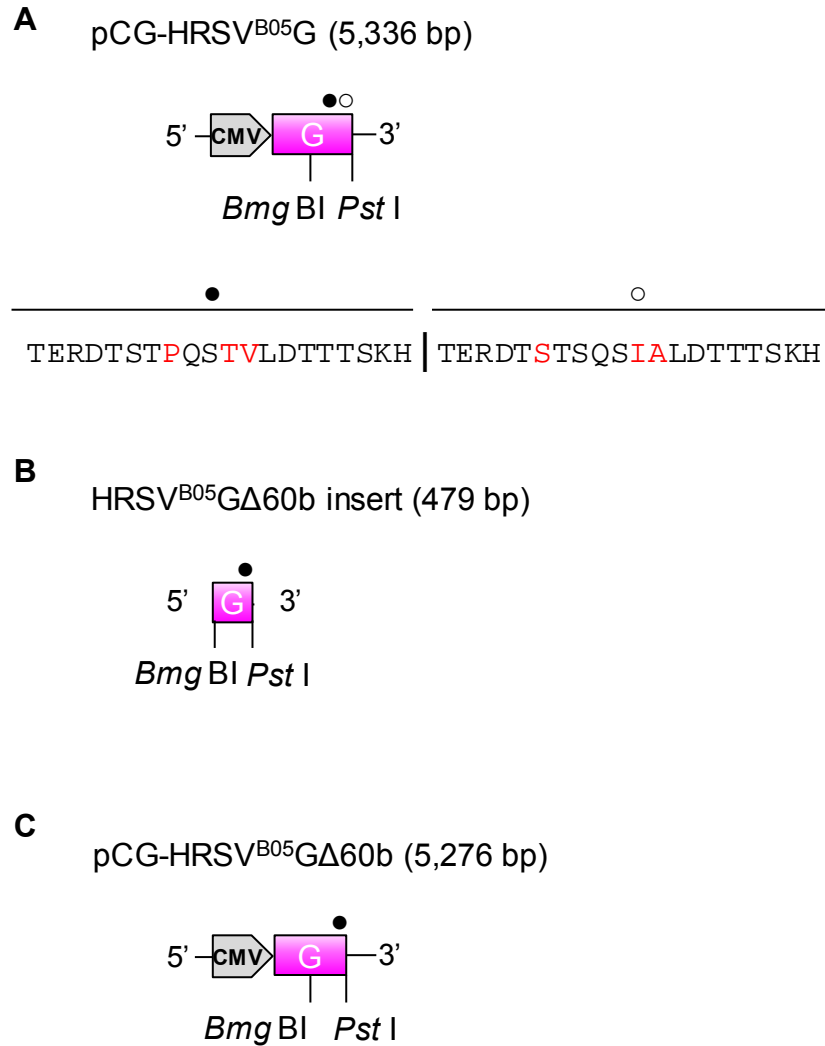 A
pCG-HRSVB05G (5,336 bp)
● ○
5’ CMV G 3’
Bmg BI Pst I
● ○
TERDTSTPQSTVLDTTTSKH | TERDTSTSQSIALDTTTSKH
B
HRSVB05GΔ60b insert (479 bp)
●
5’ G 3’
Bmg BI Pst I
C
pCG-HRSVB05GΔ60b (5,276 bp)
●
5’ CMV G 3’
Bmg BI Pst I